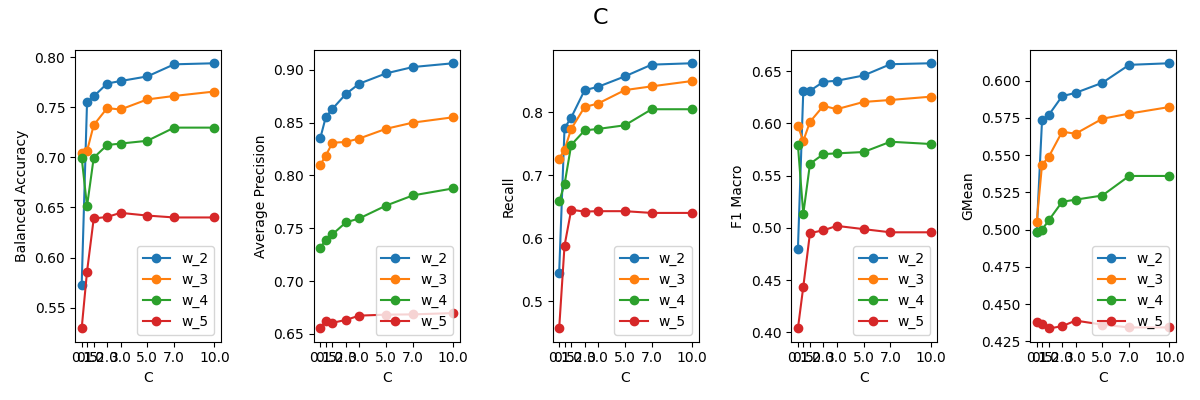 C
Balanced Accuracy
0.80
0.75
0.70
0.65
0.60
0.55
5.0 7.0 10.0
C
w_2
w_3
w_4
w_5
Average Precision
0.90
0.85
0.80
0.75
0.70
0.65
5.0 7.0 10.0
C
w_2
w_3
w_4
w_5
Recall
0.8
0.7
0.6
0.5
5.0 7.0 10.0
C
w_2
w_3
w_4
w_5
F1 Macro
0.65
0.60
0.55
0.50
0.45
0.40
5.0 7.0 10.0
C
w_2
w_3
w_4
w_5
GMean
0.600
0.575
0.550
0.525
0.500
0.475
0.450
0.425
5.0 7.0 10.0
C
w_2
w_3
w_4
w_5